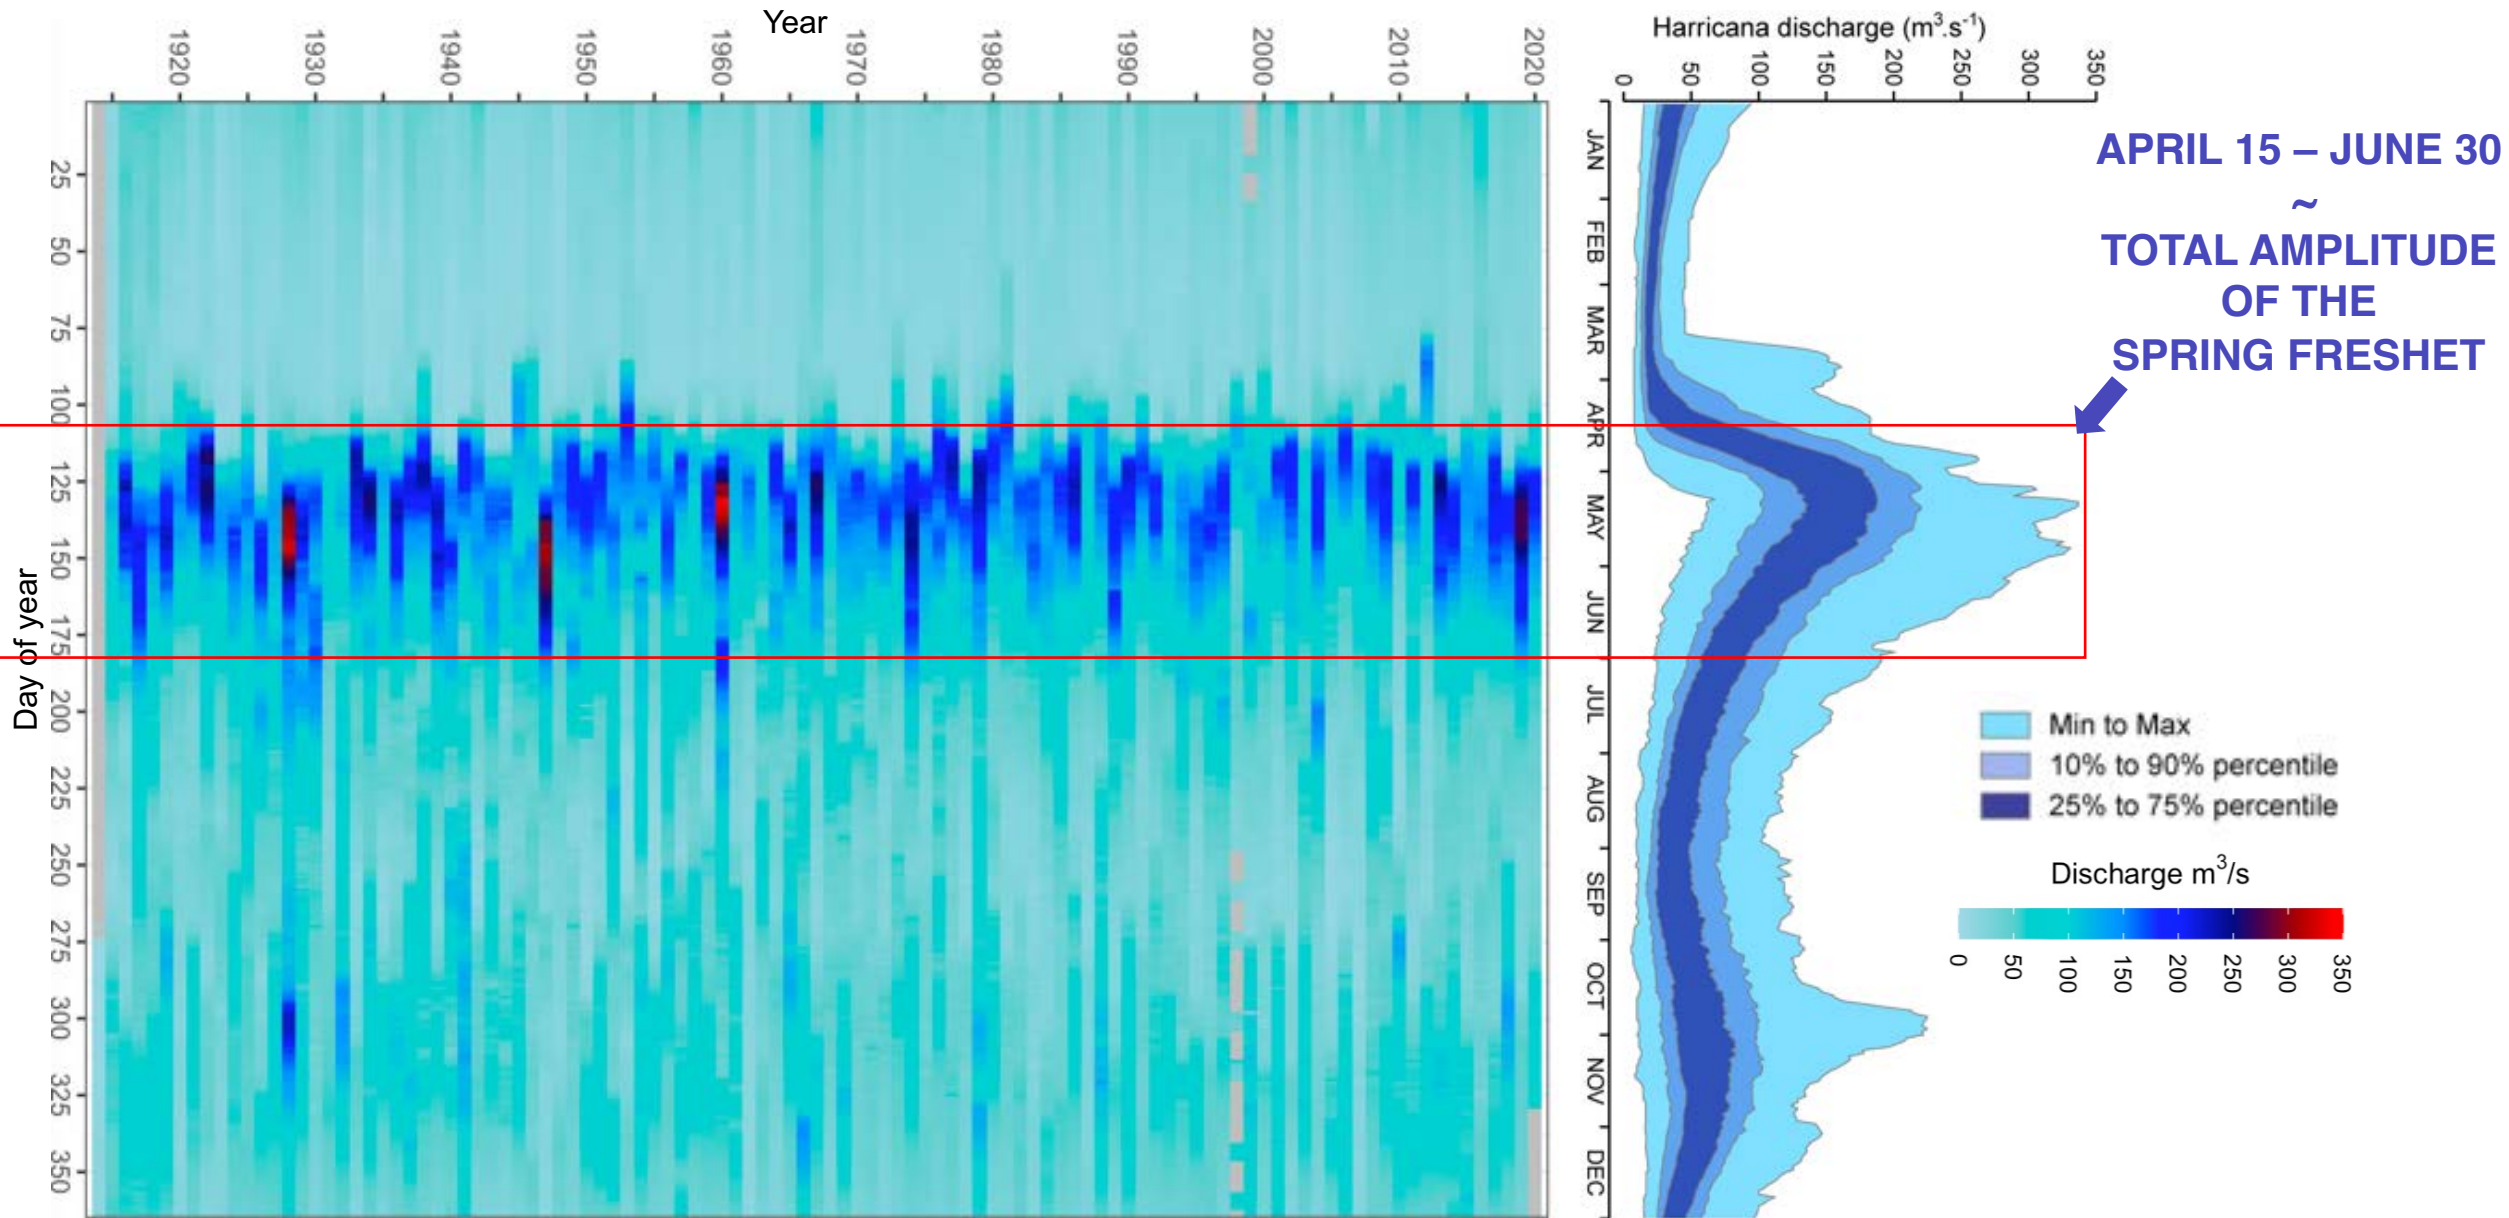 Year
1920
1930
1940
1950
1960
1970
1980
1990
2000
2010
2020
Day of year
25
50
75
100
125
150
175
200
225
250
275
300
325
350
Harricana discharge (m³.s⁻¹)
0
50
100
150
200
250
300
350
JAN
FEB
MAR
APR
MAY
JUN
JUL
AUG
SEP
OCT
NOV
DEC
APRIL 15 – JUNE 30
~
TOTAL AMPLITUDE
OF THE
SPRING FRESHET
Min to Max
10% to 90% percentile
25% to 75% percentile
Discharge m³/s
0
50
100
150
200
250
300
350